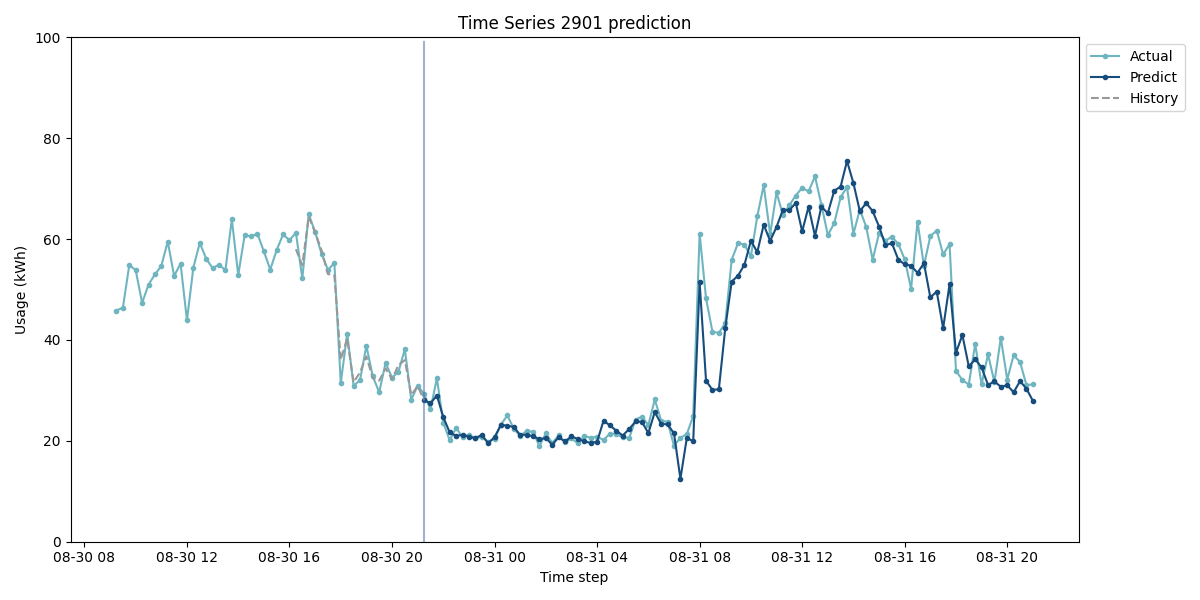 Time Series 2901 prediction
100
80
60
40
20
0
Usage (kWh)
08-30 08
08-30 12
08-30 16
08-30 20
08-31 00
08-31 04
08-31 08
08-31 12
08-31 16
08-31 20
Time step
Actual
Predict
History